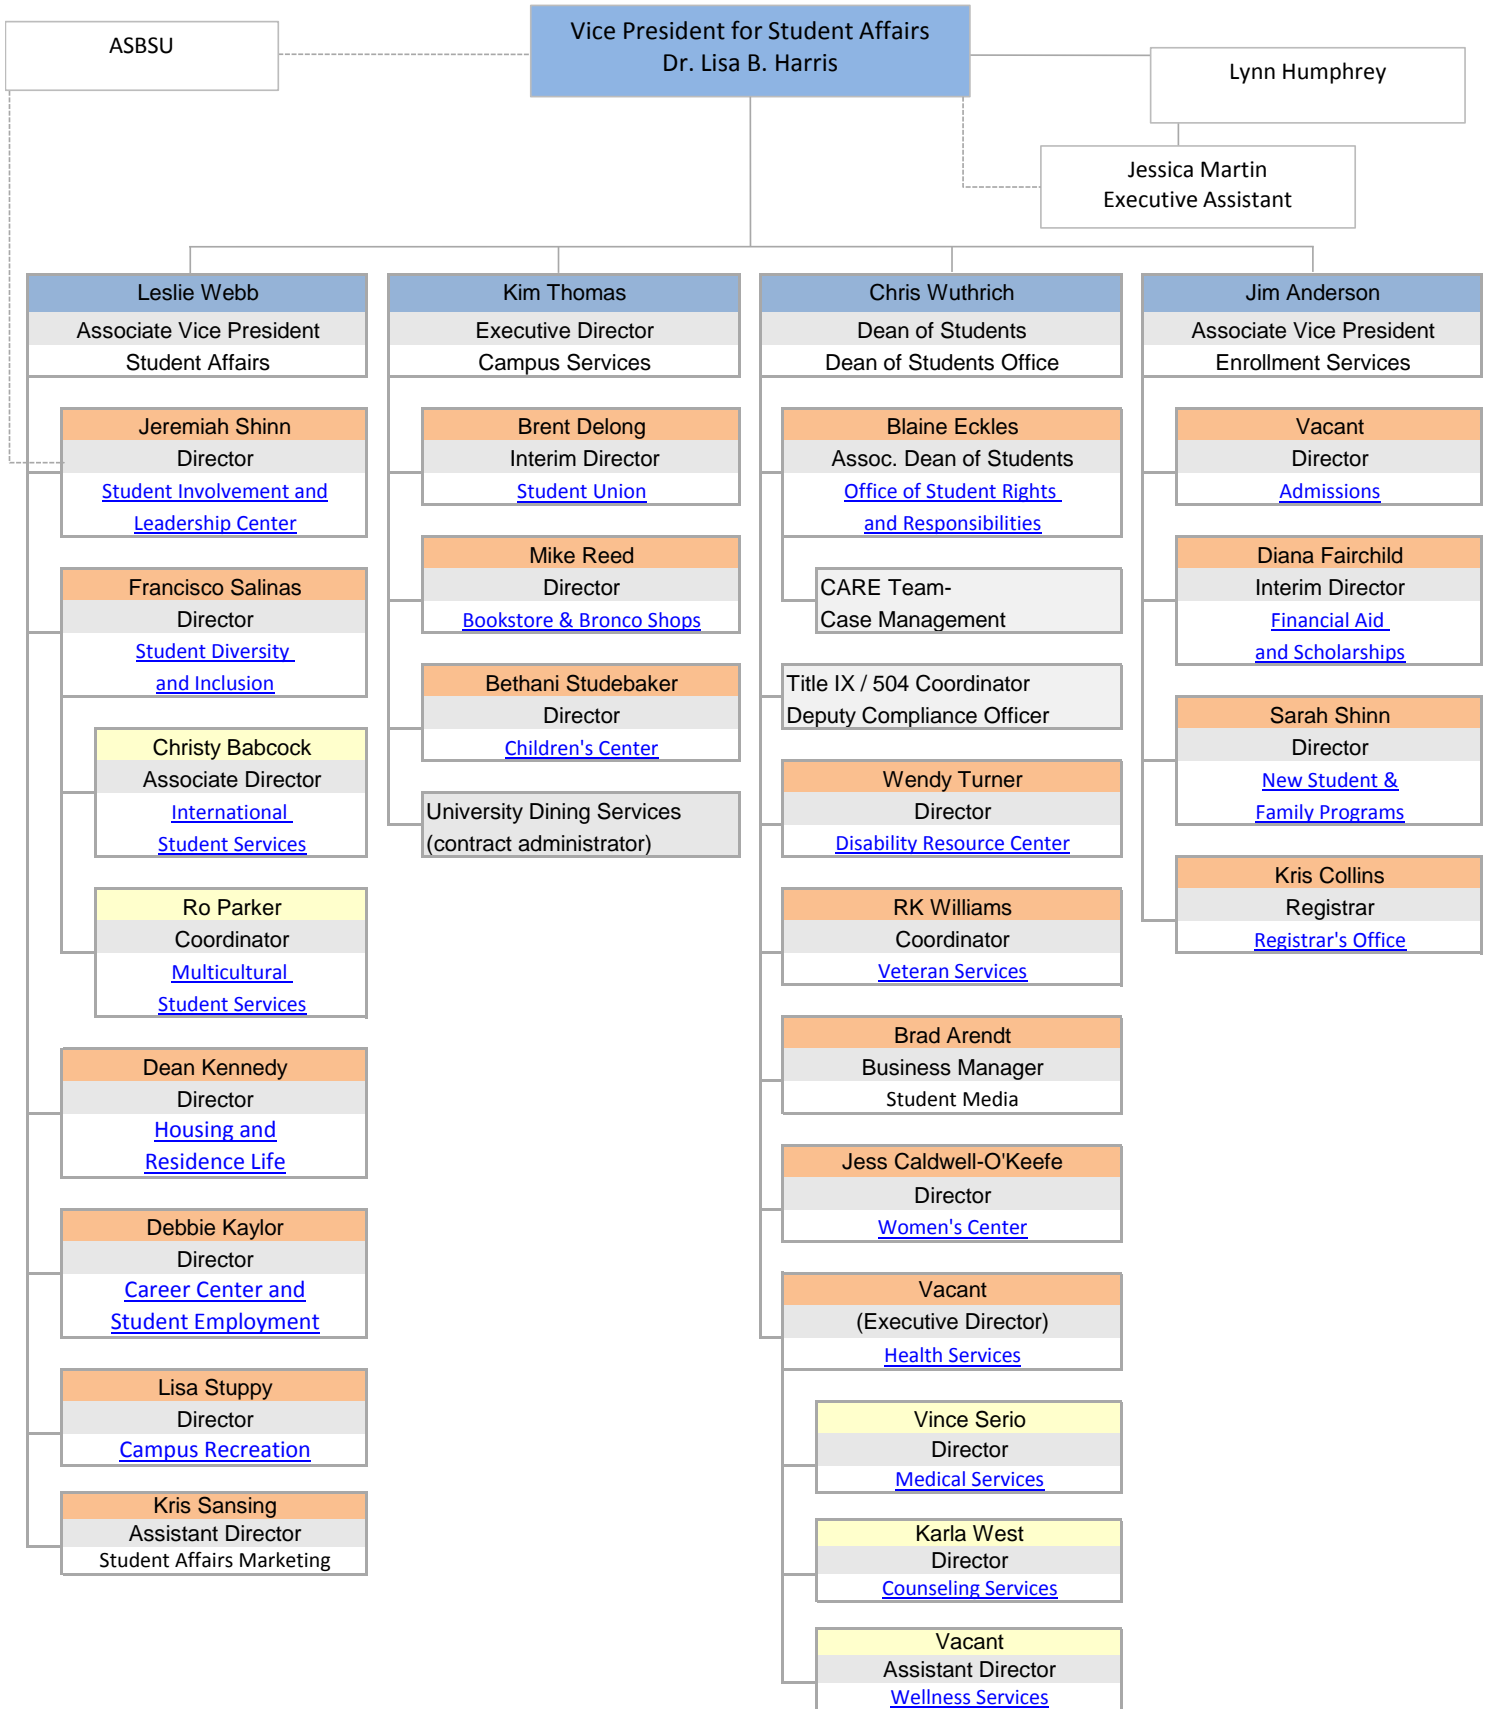 ASBSU
Vice President for Student Affairs
Dr. Lisa B. Harris
Lynn Humphrey
Jessica Martin
Executive Assistant
Leslie Webb
Associate Vice President
Student Affairs
Jeremiah Shinn
Director
Student Involvement and
Leadership Center
Francisco Salinas
Director
Student Diversity
and Inclusion
Christy Babcock
Associate Director
International
Student Services
Ro Parker
Coordinator
Multicultural
Student Services
Dean Kennedy
Director
Housing and
Residence Life
Debbie Kaylor
Director
Career Center and
Student Employment
Lisa Stuppy
Director
Campus Recreation
Kris Sansing
Assistant Director
Student Affairs Marketing
Kim Thomas
Executive Director
Campus Services
Brent Delong
Interim Director
Student Union
Mike Reed
Director
Bookstore & Bronco Shops
Bethani Studebaker
Director
Children's Center
University Dining Services
(contract administrator)
Chris Wuthrich
Dean of Students
Dean of Students Office
Blaine Eckles
Assoc. Dean of Students
Office of Student Rights
and Responsibilities
CARE Team-
Case Management
Title IX / 504 Coordinator
Deputy Compliance Officer
Wendy Turner
Director
Disability Resource Center
RK Williams
Coordinator
Veteran Services
Brad Arendt
Business Manager
Student Media
Jess Caldwell-O'Keefe
Director
Women's Center
Vacant
(Executive Director)
Health Services
Vince Serio
Director
Medical Services
Karla West
Director
Counseling Services
Vacant
Assistant Director
Wellness Services
Jim Anderson
Associate Vice President
Enrollment Services
Vacant
Director
Admissions
Diana Fairchild
Interim Director
Financial Aid
and Scholarships
Sarah Shinn
Director
New Student &
Family Programs
Kris Collins
Registrar
Registrar's Office